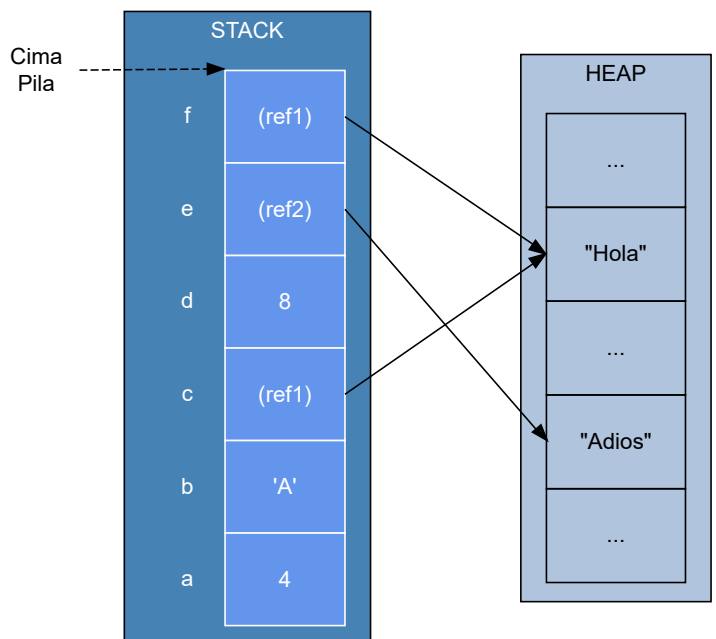 STACK
Cima
Pila
f
(ref1)
e
(ref2)
d
8
c
(ref1)
b
'A'
a
4
HEAP
...
"Hola"
...
"Adios"
...